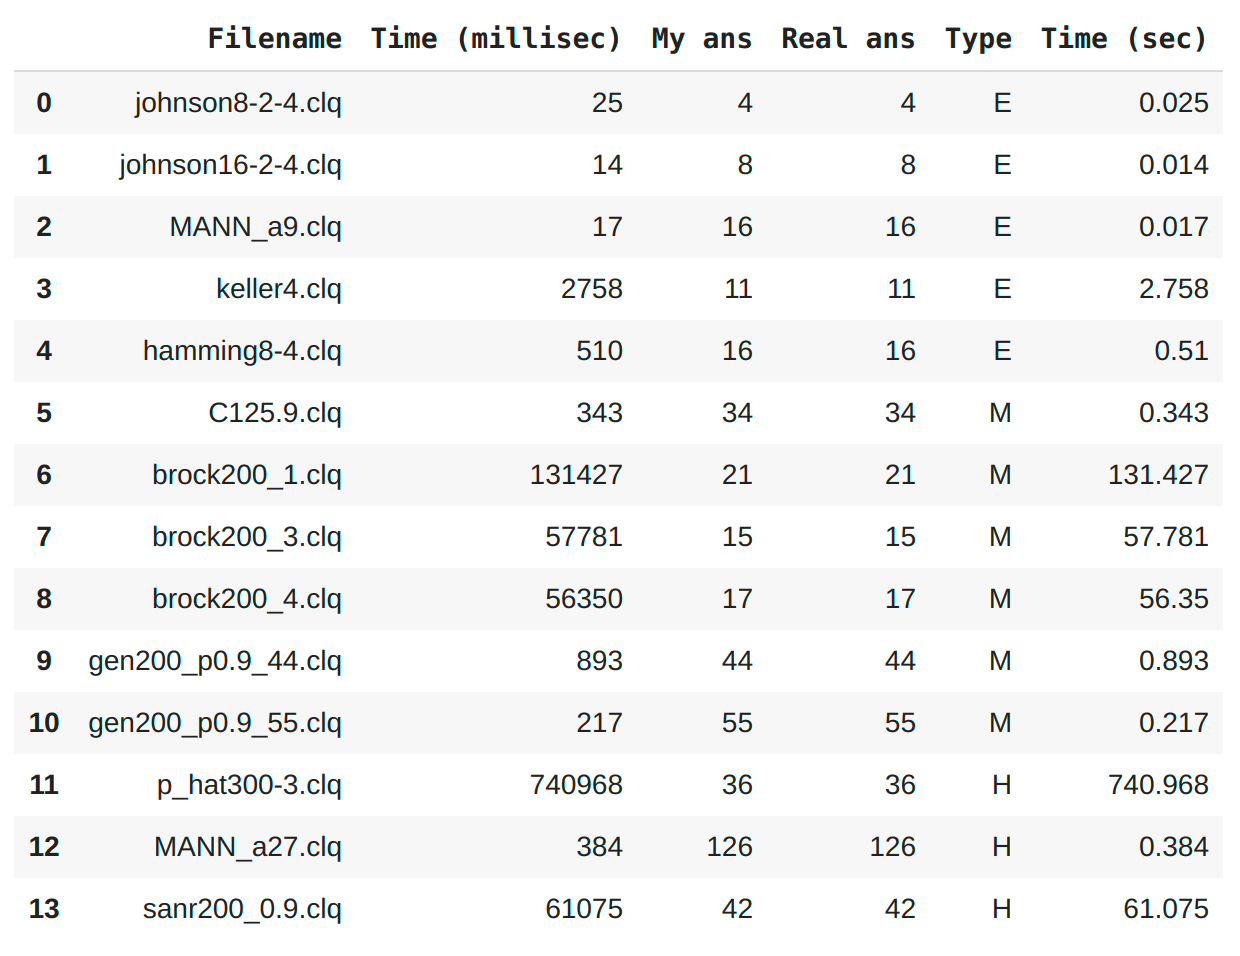 Filename Time (millisec) My ans Real ans Type Time (sec)
0 johnson8-2-4.clq 25 4 4 E 0.025
1 johnson16-2-4.clq 14 8 8 E 0.014
2 MANN_a9.clq 17 16 16 E 0.017
3 keller4.clq 2758 11 11 E 2.758
4 hamming8-4.clq 510 16 16 E 0.51
5 C125.9.clq 343 34 34 M 0.343
6 brock200_1.clq 131427 21 21 M 131.427
7 brock200_3.clq 57781 15 15 M 57.781
8 brock200_4.clq 56350 17 17 M 56.35
9 gen200_p0.9_44.clq 893 44 44 M 0.893
10 gen200_p0.9_55.clq 217 55 55 M 0.217
11 p_hat300-3.clq 740968 36 36 H 740.968
12 MANN_a27.clq 384 126 126 H 0.384
13 sanr200_0.9.clq 61075 42 42 H 61.075